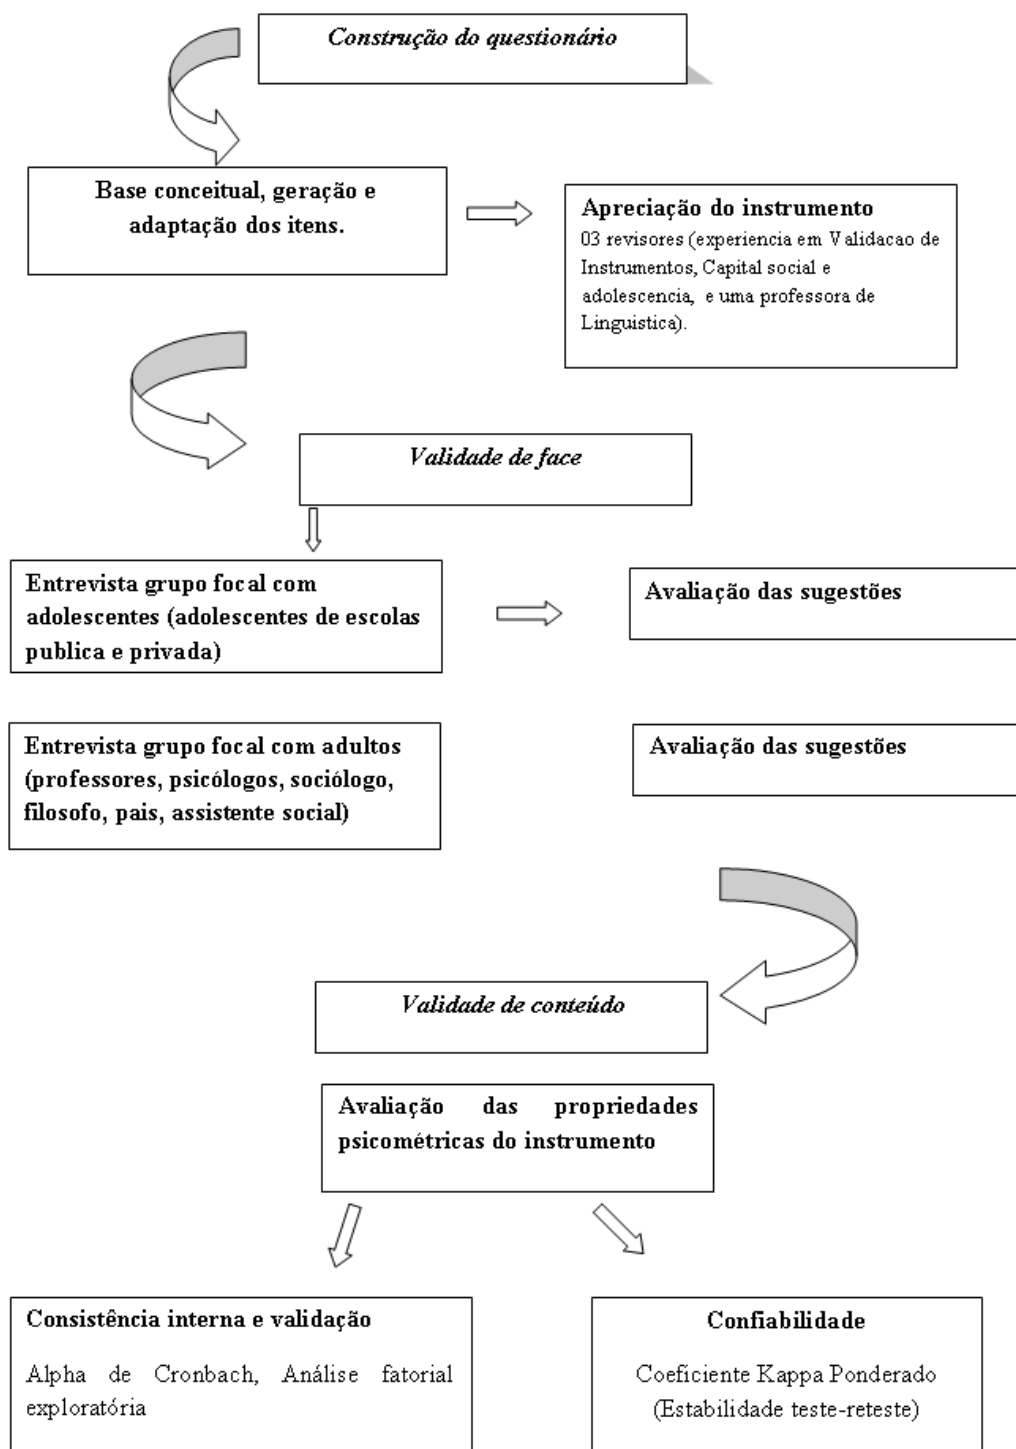 Construção do questionário
Base conceitual, geração e
adaptação dos itens.
Apreciação do instrumento
03 revisores (experiencia em Validacao de
Instrumentos, Capital social e
adolescencia, e uma professora de
Linguistica).
Validade de face
Entrevista grupo focal com
adolescentes (adolescentes de escolas
publica e privada)
Avaliação das sugestões
Entrevista grupo focal com adultos
(professores, psicólogos, sociólogo,
filosofo, pais, assistente social)
Avaliação das sugestões
Validade de conteúdo
Avaliação das propriedades
psicométricas do instrumento
Consistência interna e validação
Alpha de Cronbach, Análise fatorial
exploratória
Confiabilidade
Coeficiente Kappa Ponderado
(Estabilidade teste-reteste)